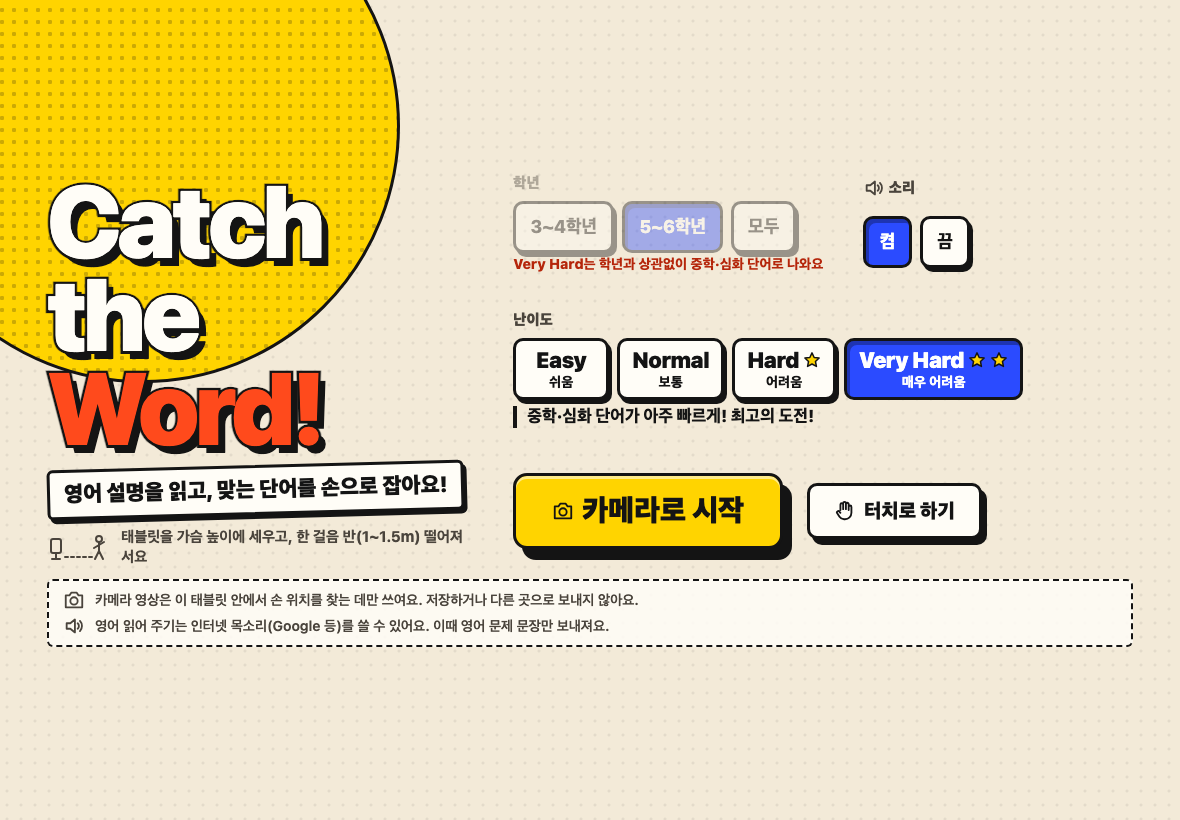 Catch
the
Word!
영어 설명을 읽고, 맞는 단어를 손으로 잡아요!
태블릿을 가슴 높이에 세우고, 한 걸음 반(1~1.5m) 떨어져
서요
학년
3~4학년 5~6학년 모두
Very Hard는 학년과 상관없이 중학·심화 단어로 나와요
소리
켬 끔
난이도
Easy Normal Hard Very Hard
쉬움 보통 어려움 매우 어려움
중학·심화 단어가 아주 빠르게! 최고의 도전!
카메라로 시작 터치로 하기
카메라 영상은 이 태블릿 안에서 손 위치를 찾는 데만 쓰여요. 저장하거나 다른 곳으로 보내지 않아요.
영어 읽어 주기는 인터넷 목소리(Google 등)를 쓸 수 있어요. 이때 영어 문제 문장만 보내져요.